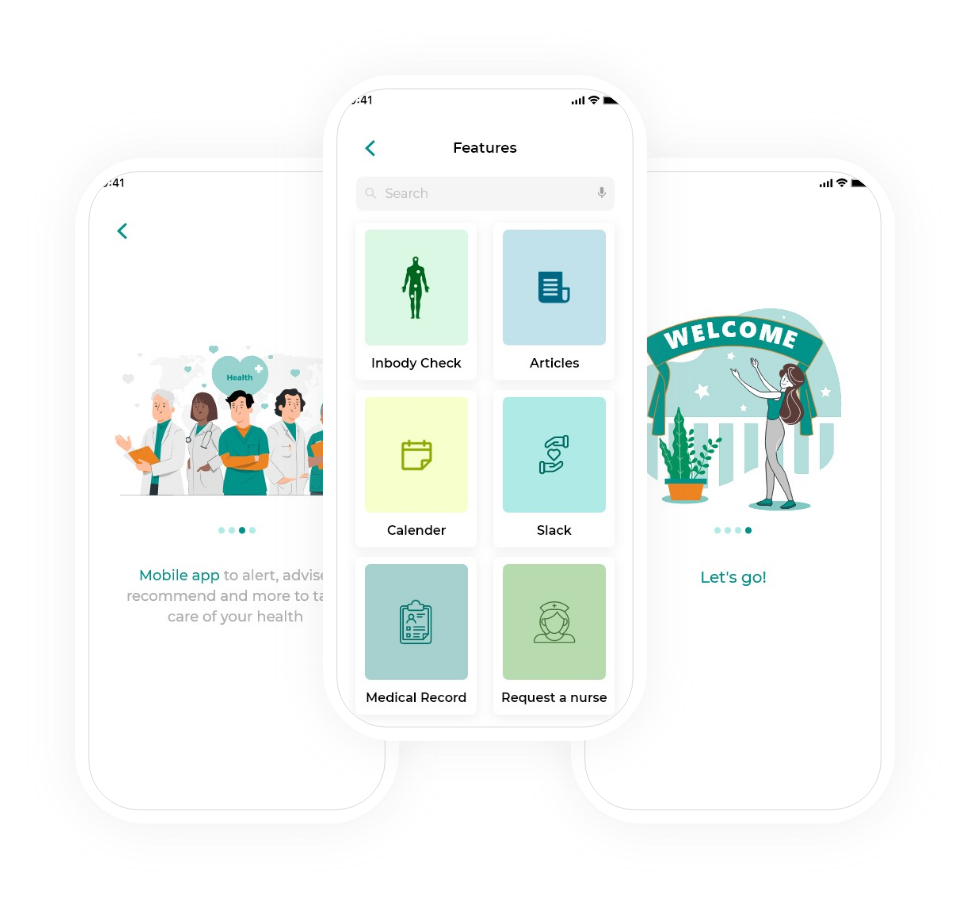 :41
Features
Search
Inbody Check
Articles
Calender
Slack
Medical Record
Request a nurse
:41
Health
Mobile app to alert, advise
recommend and more to ta
care of your health
WELCOME
Let's go!